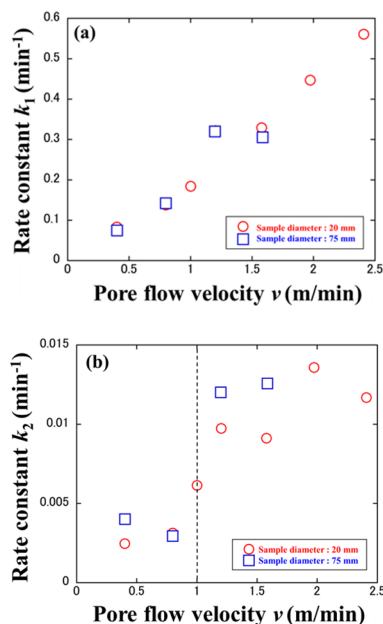 (a)
Rate constant k1 (min-1)
0.6
0.5
0.4
0.3
0.2
0.1
0
0 0.5 1 1.5 2 2.5
Sample diameter : 20 mm
Sample diameter : 75 mm
Pore flow velocity v (m/min)
(b)
Rate constant k2 (min-1)
0.015
0.01
0.005
0
0 0.5 1 1.5 2 2.5
Sample diameter : 20 mm
Sample diameter : 75 mm
Pore flow velocity v (m/min)